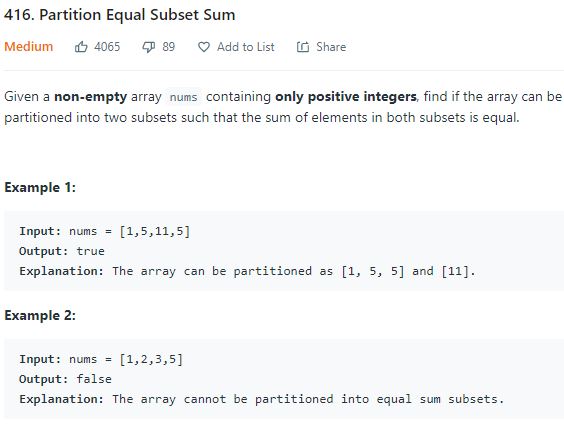 416. Partition Equal Subset Sum
Medium 4065 89 Add to List Share
Given a non-empty array nums containing only positive integers, find if the array can be
partitioned into two subsets such that the sum of elements in both subsets is equal.
Example 1:
Input: nums = [1,5,11,5]
Output: true
Explanation: The array can be partitioned as [1, 5, 5] and [11].
Example 2:
Input: nums = [1,2,3,5]
Output: false
Explanation: The array cannot be partitioned into equal sum subsets.